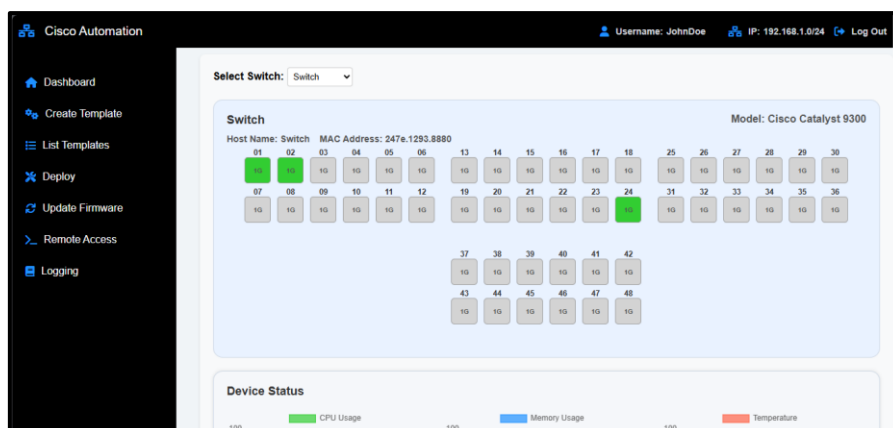 Cisco Automation
Username: JohnDoe IP: 192.168.1.0/24 Log Out
Dashboard
Create Template
List Templates
Deploy
Update Firmware
Remote Access
Logging
Select Switch: Switch
Switch Model: Cisco Catalyst 9300
Host Name: Switch MAC Address: 247e.1293.8880
01 02 03 04 05 06 13 14 15 16 17 18 25 26 27 28 29 30
1G 1G 1G 1G 1G 1G 1G 1G 1G 1G 1G 1G 1G 1G 1G 1G 1G 1G
07 08 09 10 11 12 19 20 21 22 23 24 31 32 33 34 35 36
1G 1G 1G 1G 1G 1G 1G 1G 1G 1G 1G 1G 1G 1G 1G 1G 1G 1G
37 38 39 40 41 42
1G 1G 1G 1G 1G 1G
43 44 45 46 47 48
1G 1G 1G 1G 1G 1G
Device Status
CPU Usage Memory Usage Temperature
100 100 100